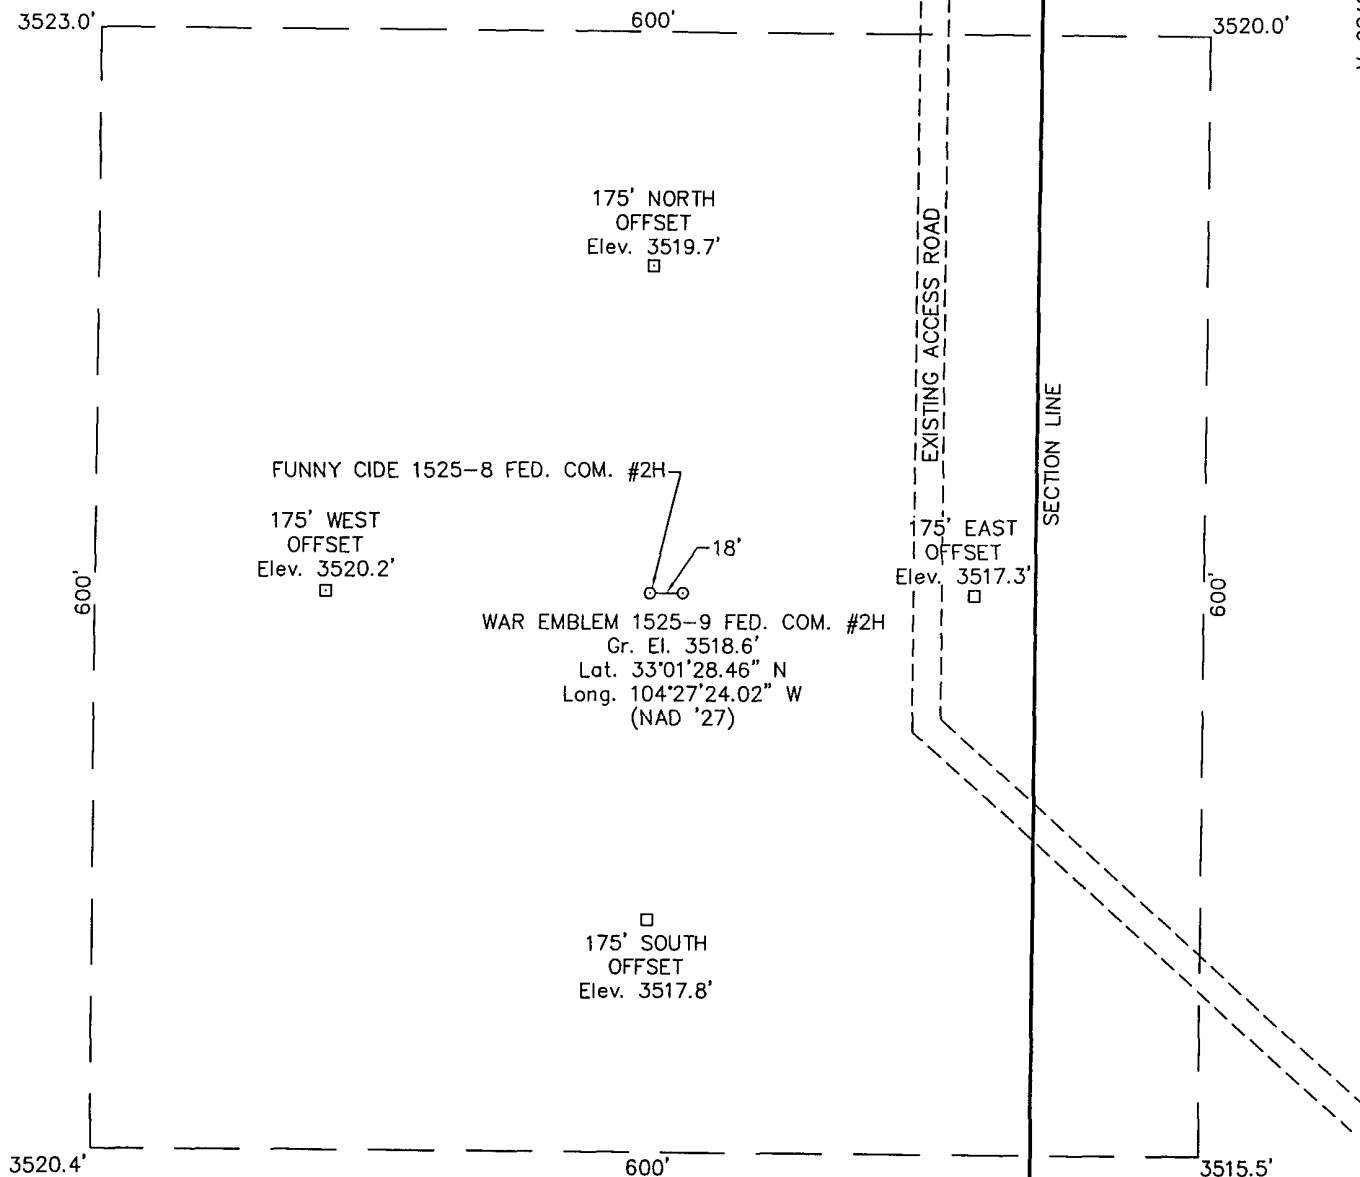 3523.0'
600'
3520.0'
175' NORTH
OFFSET
Elev. 3519.7'
EXISTING ACCESS ROAD
SECTION LINE
FUNNY CIDE 1525-8 FED. COM. #2H
175' WEST
OFFSET
Elev. 3520.2'
18'
175' EAST
OFFSET
Elev. 3517.3'
600'
600'
WAR EMBLEM 1525-9 FED. COM. #2H
Gr. El. 3518.6'
Lat. 33°01'28.46" N
Long. 104°27'24.02" W
(NAD '27)
175' SOUTH
OFFSET
Elev. 3517.8'
3520.4'
600'
3515.5'